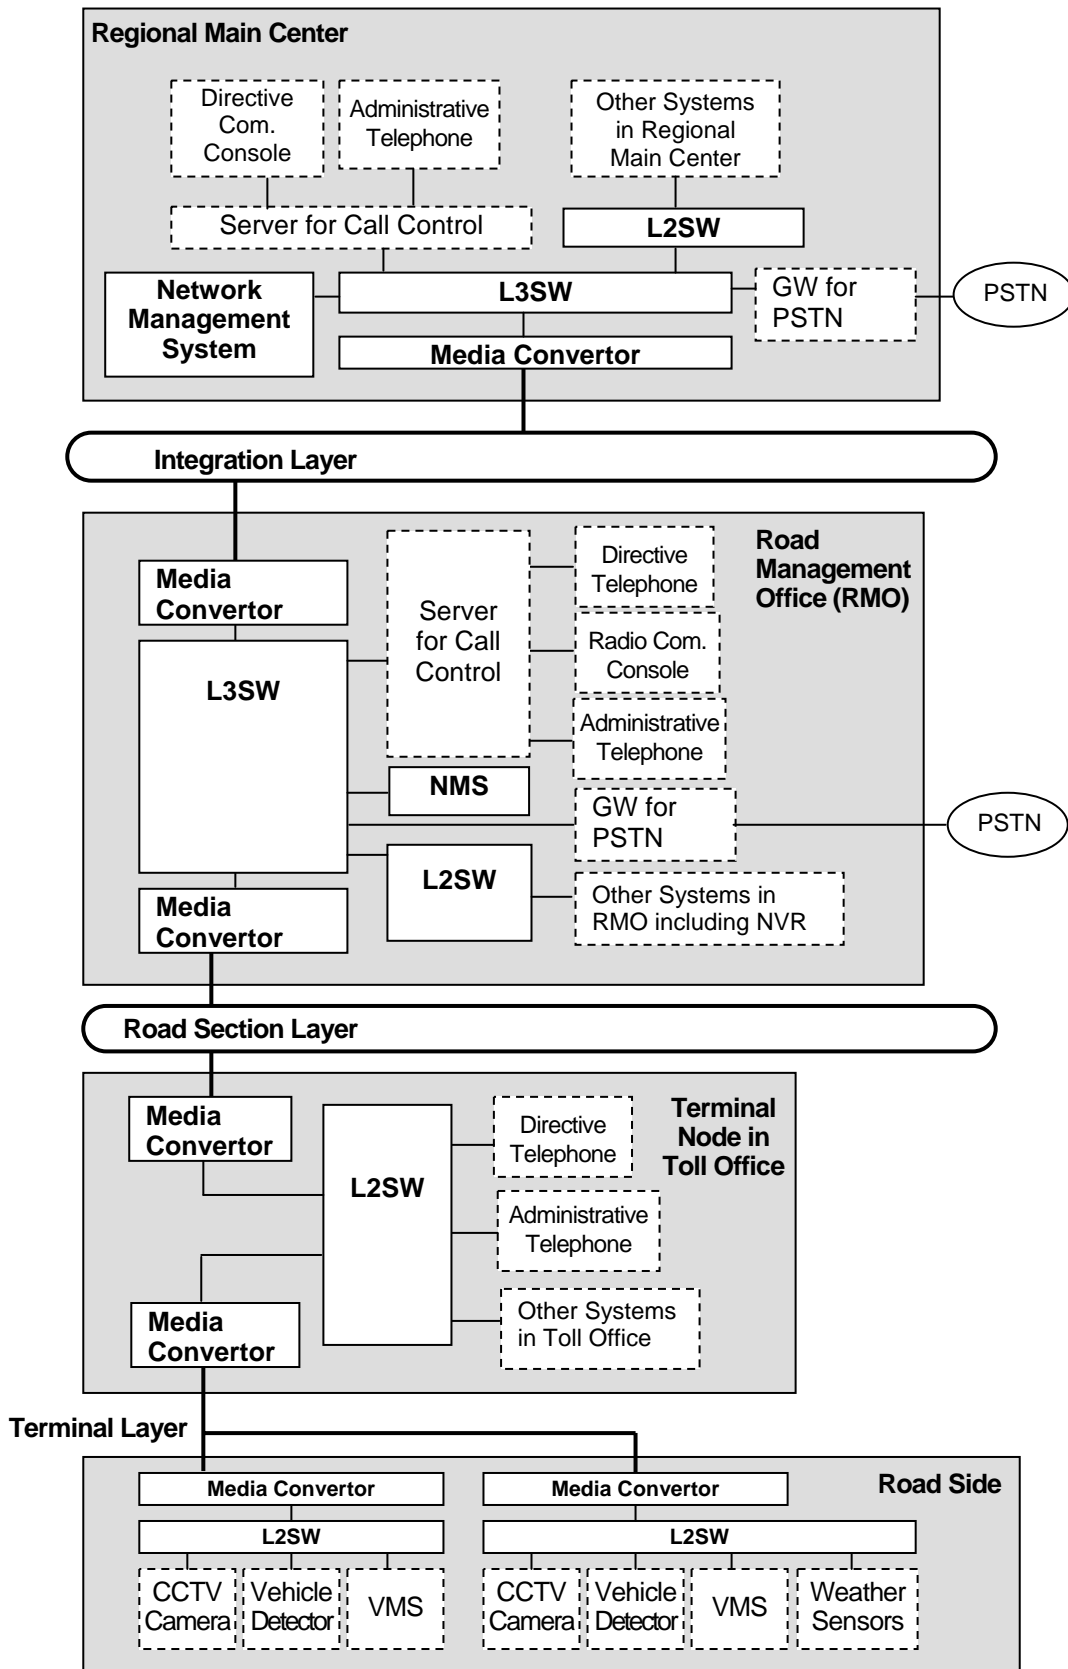 Regional Main Center
Directive
Com.
Console
Administrative
Telephone
Other Systems
in Regional
Main Center
Server for Call Control
L2SW
Network
Management
System
L3SW
GW for
PSTN
PSTN
Media Convertor
Integration Layer
Road
Management
Office (RMO)
Media
Convertor
Server
for Call
Control
Directive
Telephone
Radio Com.
Console
Administrative
Telephone
L3SW
NMS
GW for
PSTN
PSTN
L2SW
Other Systems in
RMO including NVR
Media
Convertor
Road Section Layer
Terminal
Node in
Toll Office
Media
Convertor
L2SW
Directive
Telephone
Administrative
Telephone
Other Systems
in Toll Office
Media
Convertor
Terminal Layer
Road Side
Media Convertor
Media Convertor
L2SW
L2SW
CCTV
Camera
Vehicle
Detector
VMS
CCTV
Camera
Vehicle
Detector
VMS
Weather
Sensors